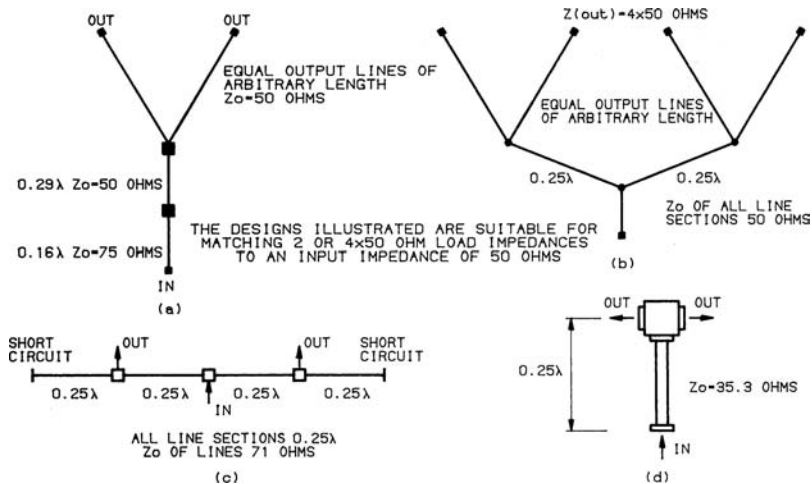 OUT OUT
EQUAL OUTPUT LINES OF
ARBITRARY LENGTH
Zo=50 OHMS
0.29λ Zo=50 OHMS
0.16λ Zo=75 OHMS
IN
(a)
THE DESIGNS ILLUSTRATED ARE SUITABLE FOR
MATCHING 2 OR 4x50 OHM LOAD IMPEDANCES
TO AN INPUT IMPEDANCE OF 50 OHMS
Z(out)=4x50 OHMS
EQUAL OUTPUT LINES
OF ARBITRARY LENGTH
0.25λ 0.25λ
Zo OF ALL LINE
SECTIONS 50 OHMS
(b)
SHORT
CIRCUIT
OUT
OUT
SHORT
CIRCUIT
0.25λ 0.25λ 0.25λ 0.25λ
IN
ALL LINE SECTIONS 0.25λ
Zo OF LINES 71 OHMS
(c)
OUT OUT
0.25λ
Zo=35.3 OHMS
IN
(d)